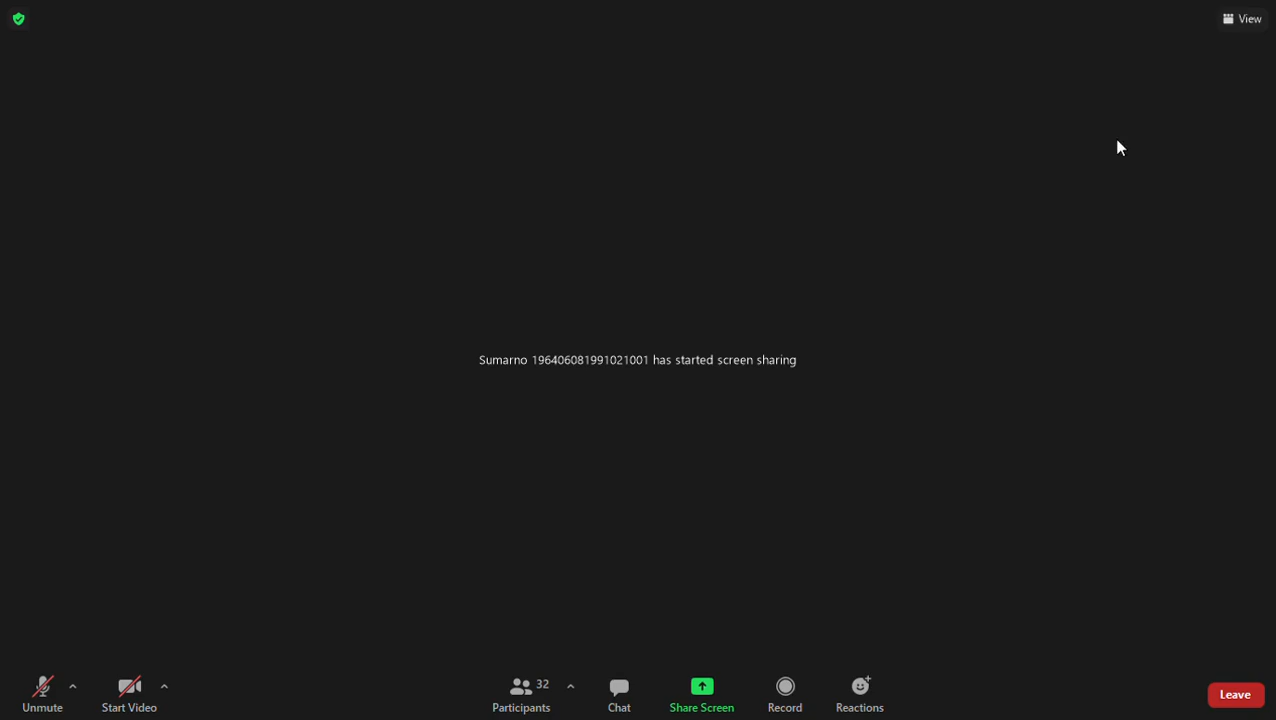 View
Sumarno 196406081991021001 has started screen sharing
32
Unmute
Start Video
Participants
Chat
Share Screen
Record
Reactions
Leave